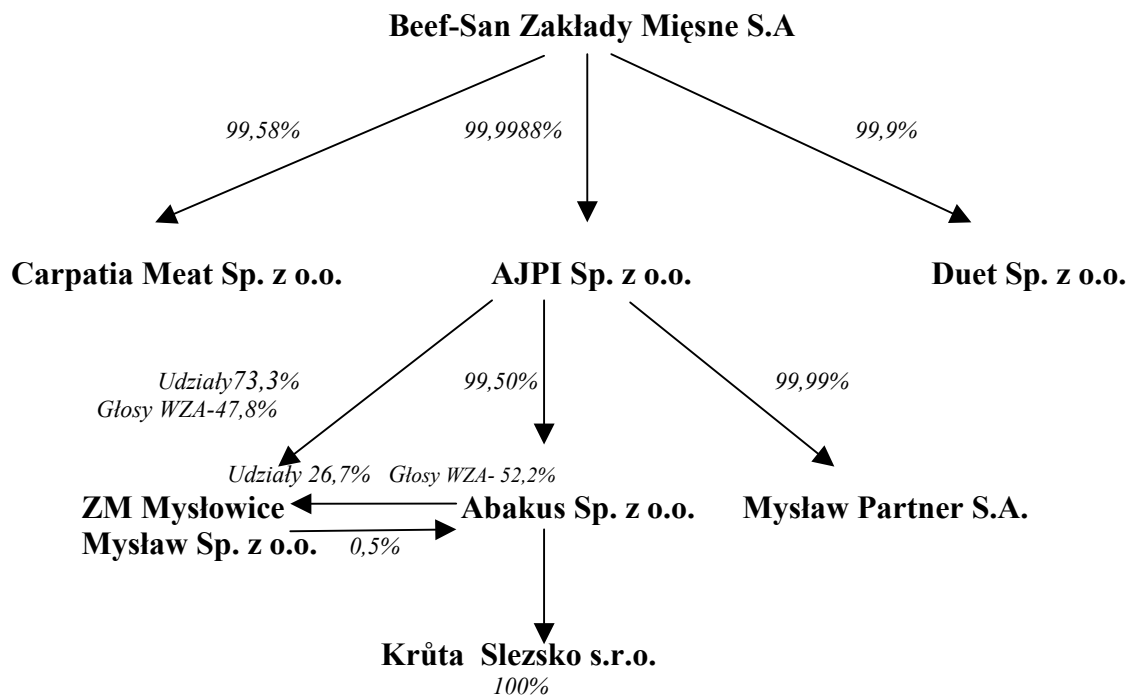 Beef-San Zakłady Mięsne S.A
99,58%
99,9988%
99,9%
Carpatia Meat Sp. z o.o.
AJPI Sp. z o.o.
Duet Sp. z o.o.
Udziały73,3%
99,50%
99,99%
Głosy WZA-47,8%
Udziały 26,7% Głosy WZA- 52,2%
ZM Mysłowice
Abakus Sp. z o.o.
Mysław Partner S.A.
Mysław Sp. z o.o.
0,5%
Krůta Slezsko s.r.o.
100%